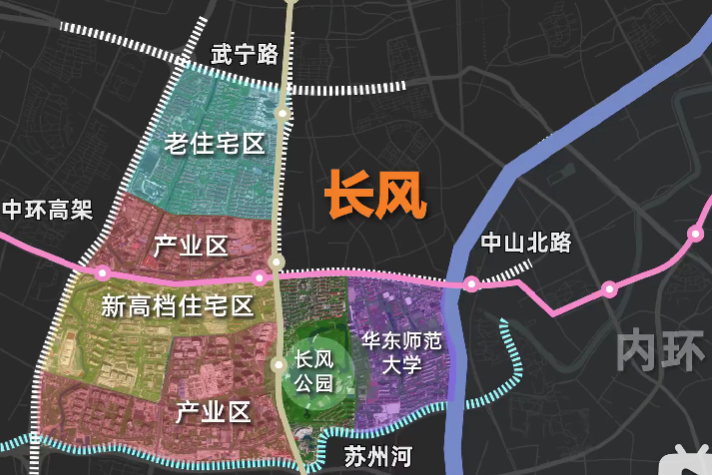 武宁路
老住宅区
长风
中环高架
产业区
中山北路
新高档住宅区
内环
长风
公园
华东师范
大学
产业区
苏州河